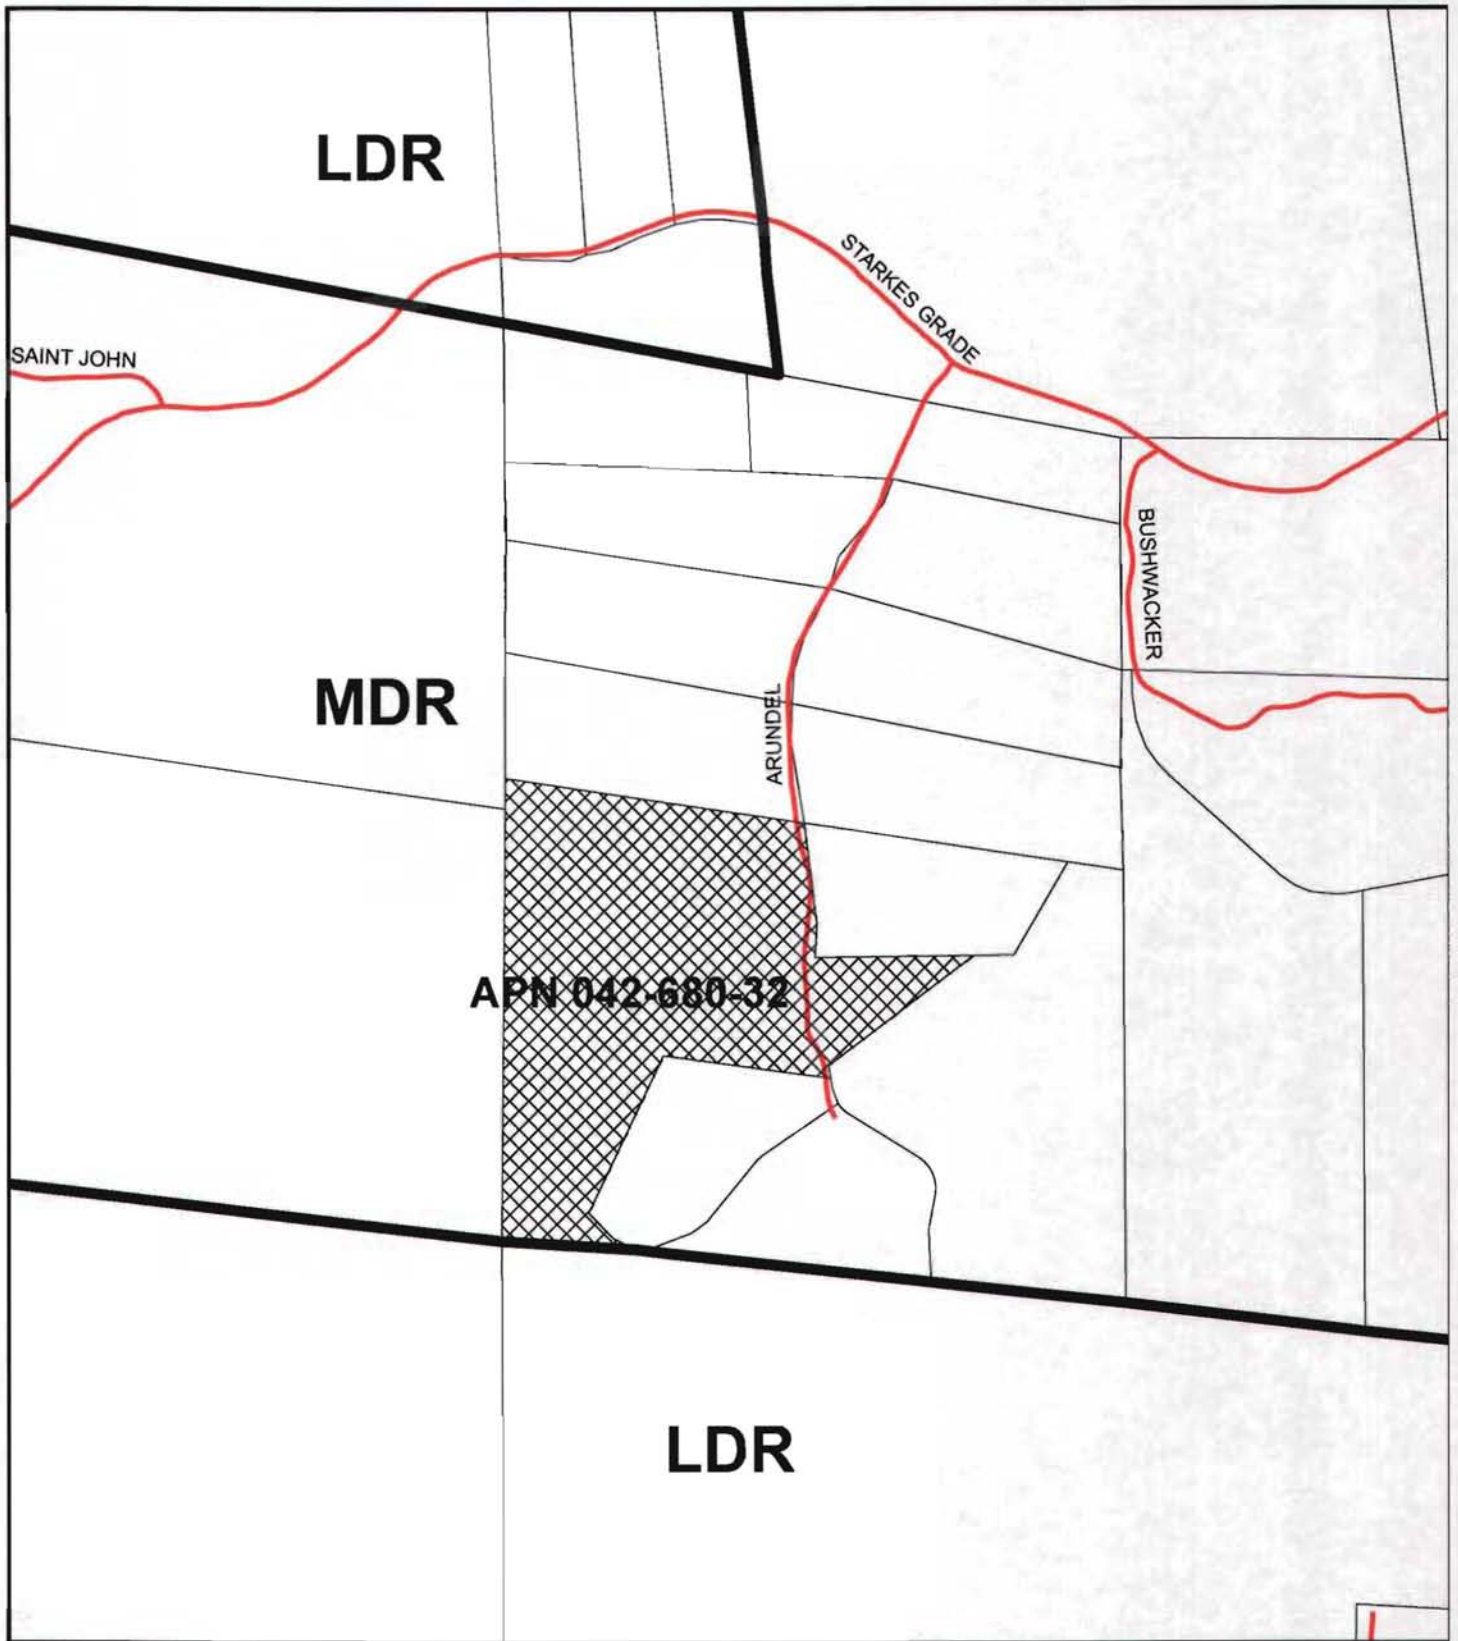 LDR
STARKES GRADE
SAINT JOHN
BUSHWACKER
MDR
ARUNDEL
APN 042-680-32
LDR